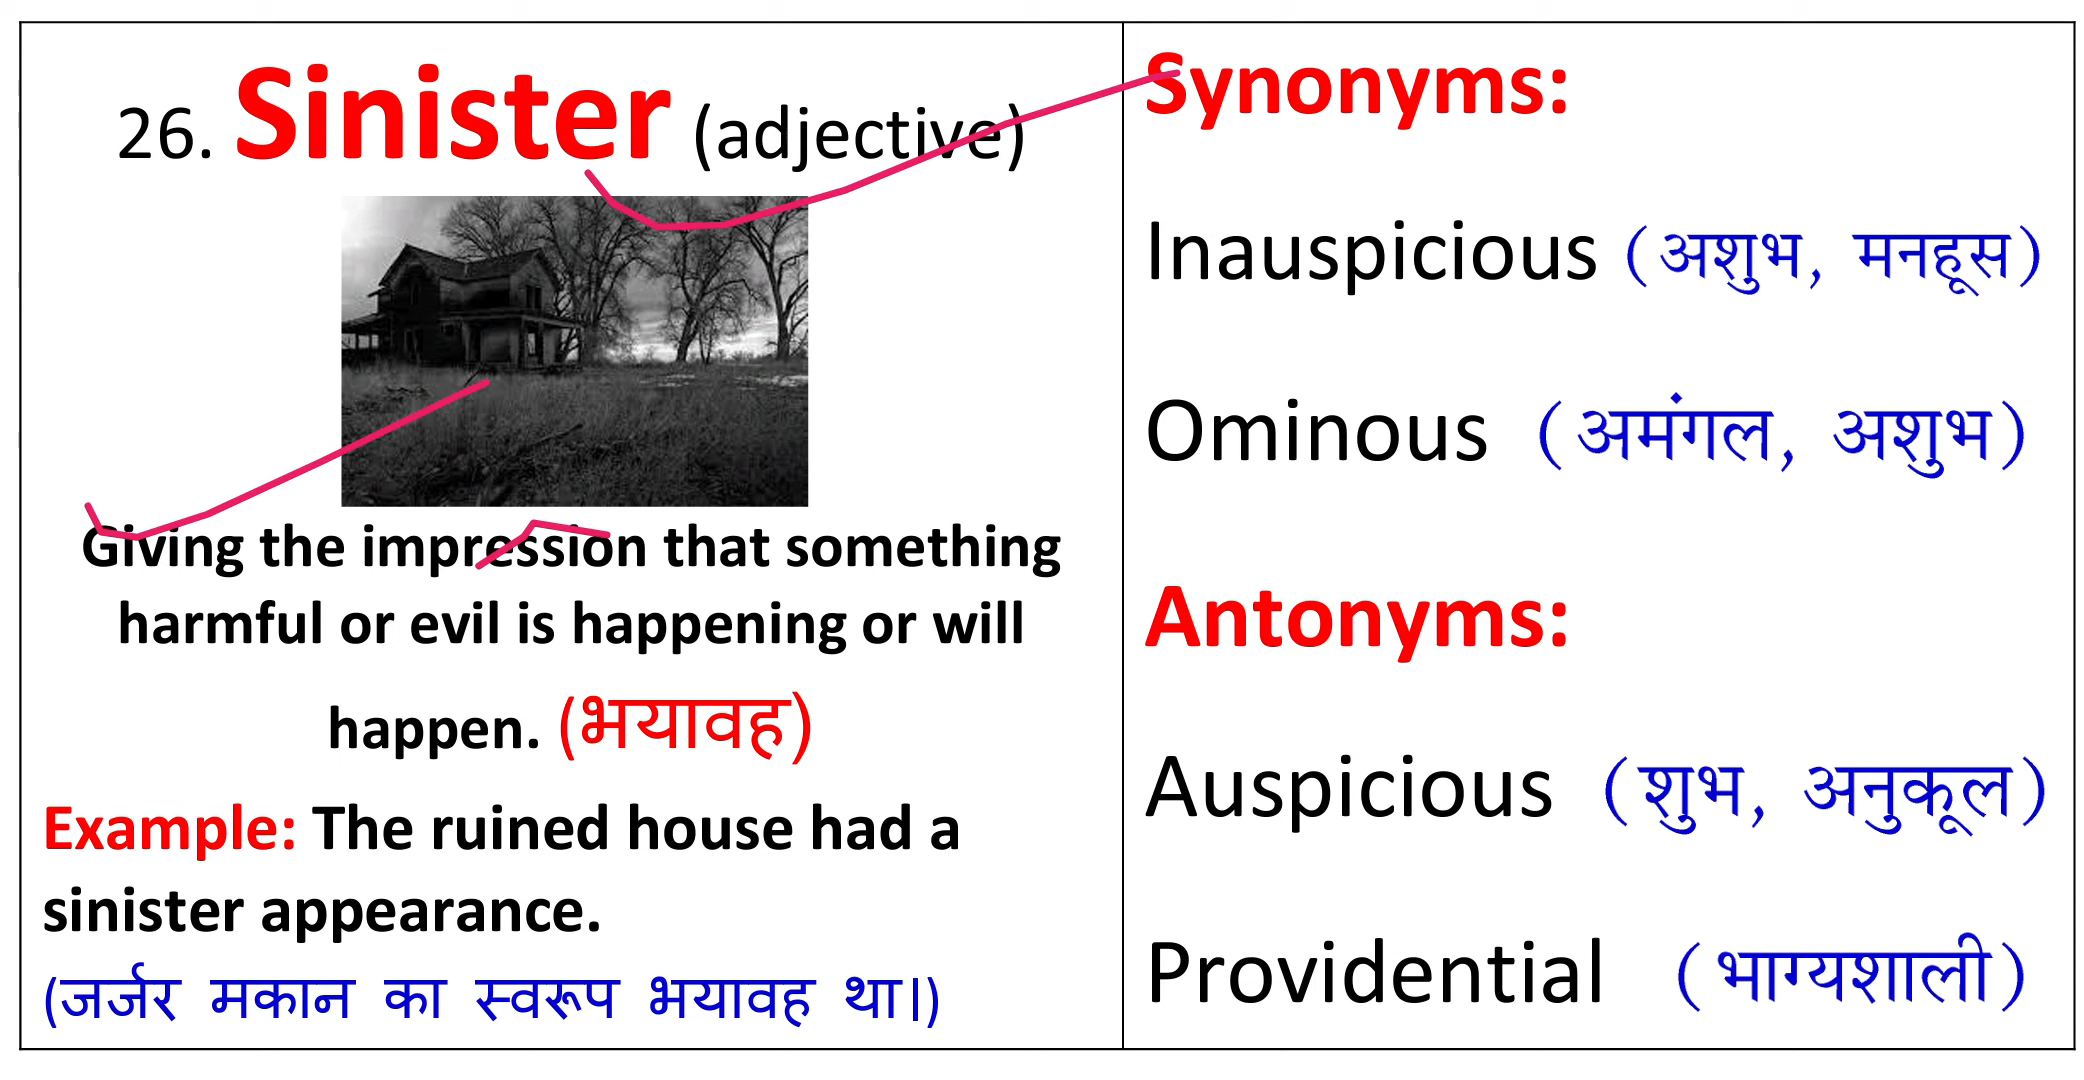 26. Sinister (adjective)
Giving the impression that something
harmful or evil is happening or will
happen. (भयावह)
Example: The ruined house had a
sinister appearance.
(जर्जर मकान का स्वरूप भयावह था।)
Synonyms:
Inauspicious (अशुभ, मनहूस)
Ominous (अमंगल, अशुभ)
Antonyms:
Auspicious (शुभ, अनुकूल)
Providential (भाग्यशाली)